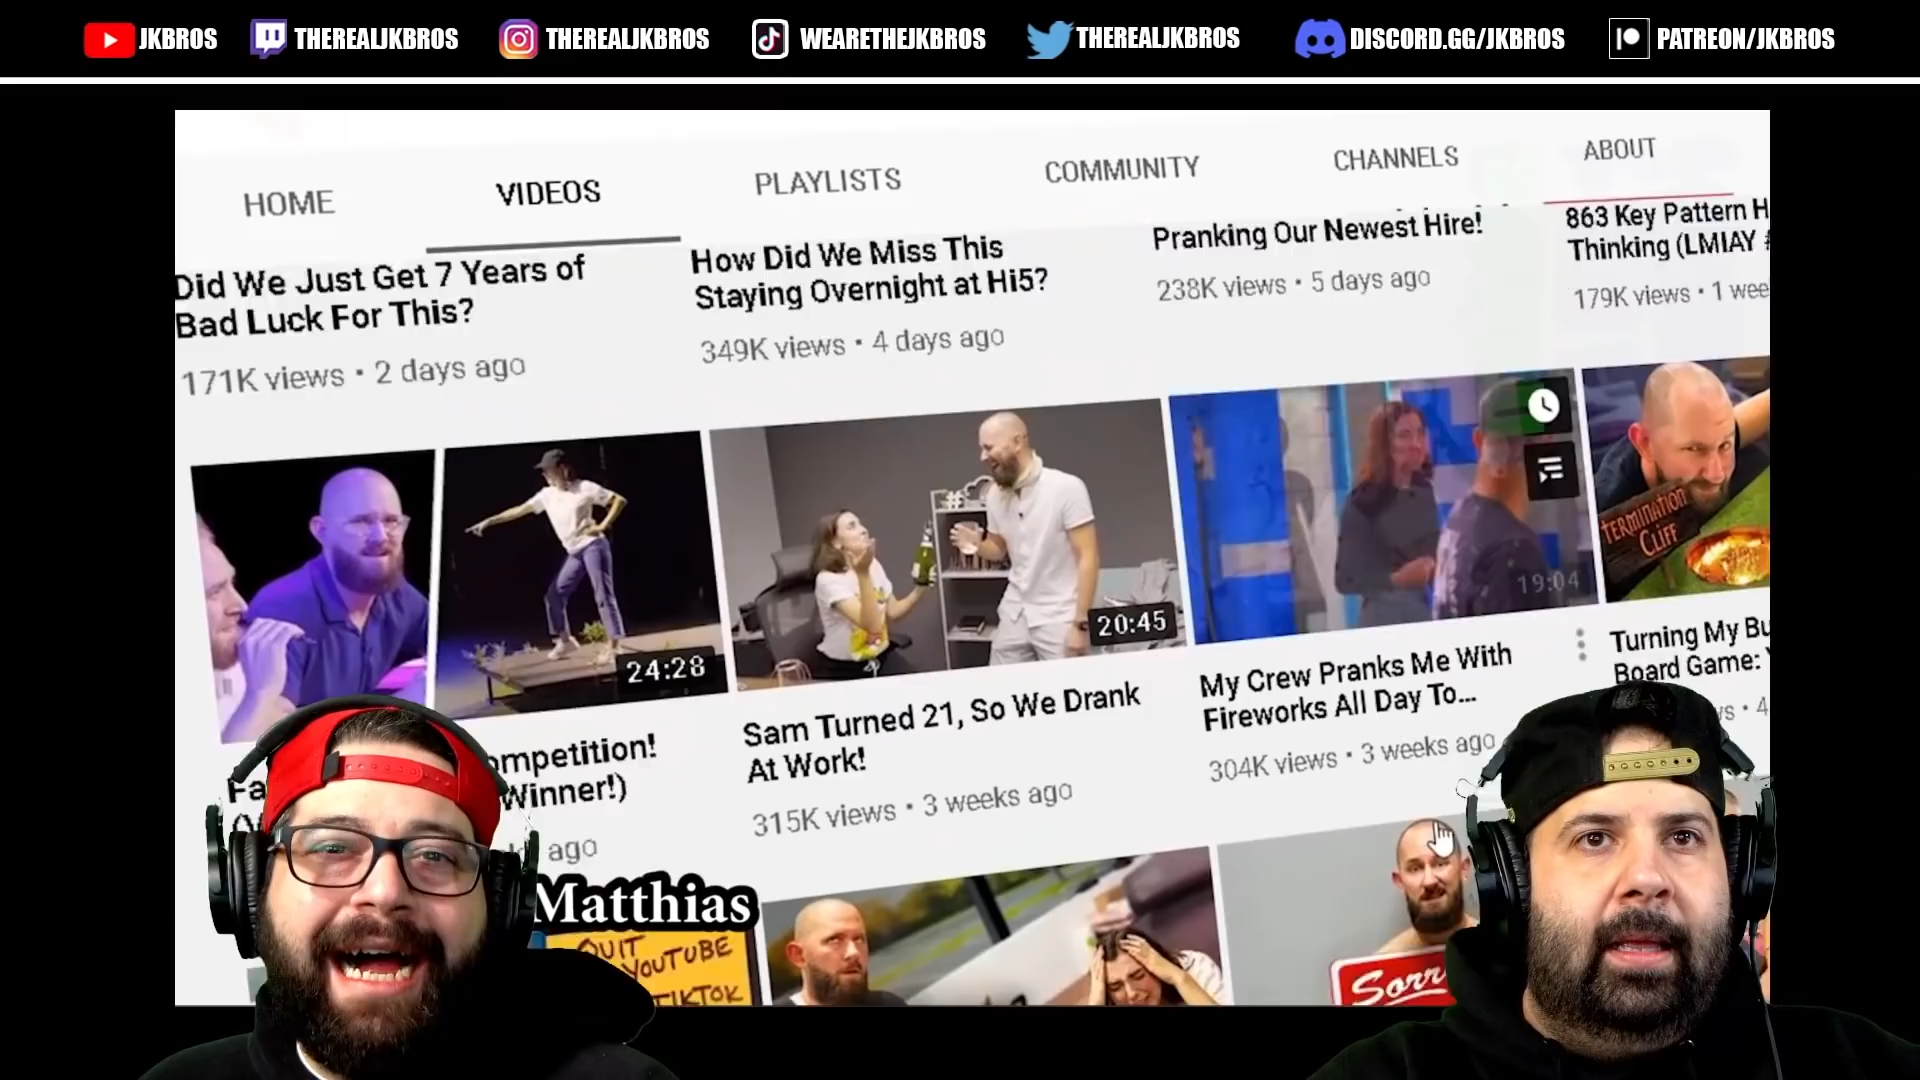 JKBROS
THEREALJKBROS
THEREALJKBROS
WEARETHEJKBROS
THEREALJKBROS
DISCORD.GG/JKBROS
PATREON/JKBROS
HOME
VIDEOS
PLAYLISTS
COMMUNITY
CHANNELS
ABOUT
Did We Just Get 7 Years of
Bad Luck For This?
171K views • 2 days ago
How Did We Miss This
Staying Overnight at Hi5?
349K views • 4 days ago
Pranking Our Newest Hire!
238K views • 5 days ago
863 Key Pattern H
Thinking (LMIAY #
179K views • 1 wee
24:28
20:45
19:04
TERMINATION
CLIFF
Fa
ompetition!
Winner!)
ago
Sam Turned 21, So We Drank
At Work!
315K views • 3 weeks ago
My Crew Pranks Me With
Fireworks All Day To...
304K views • 3 weeks ago
Turning My Bu
Board Game:
Matthias
QUIT
YOUTUBE
TIKTOK
Sorr